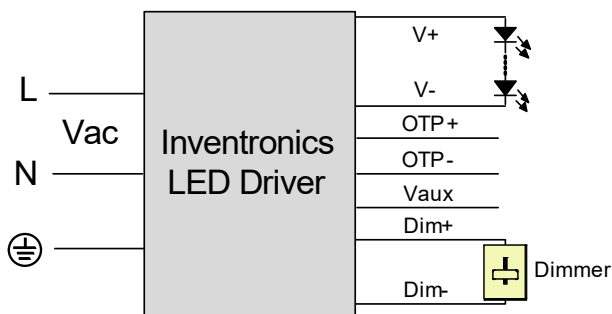 L
Vac
N
Inventronics
LED Driver
V+
V-
OTP+
OTP-
Vaux
Dim+
Dim-
Dimmer